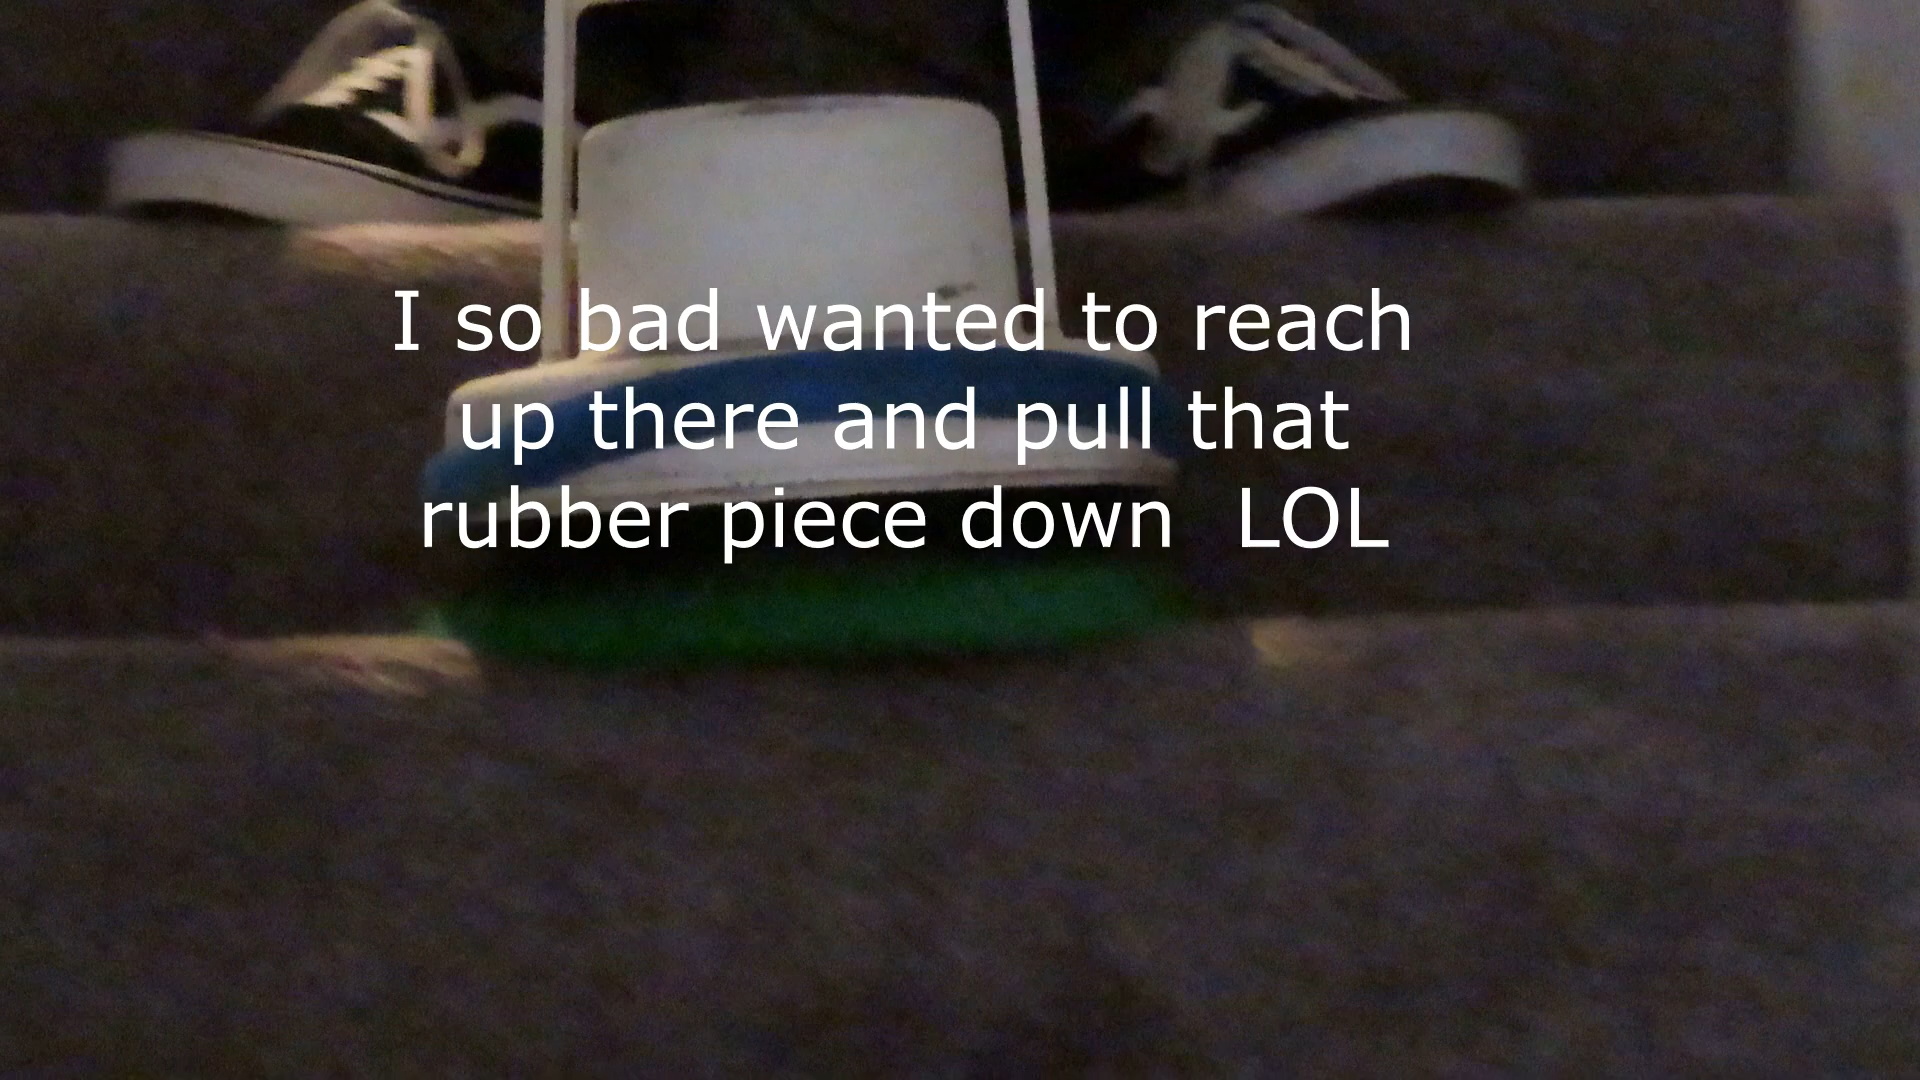 I so bad wanted to reach
up there and pull that
rubber piece down  LOL